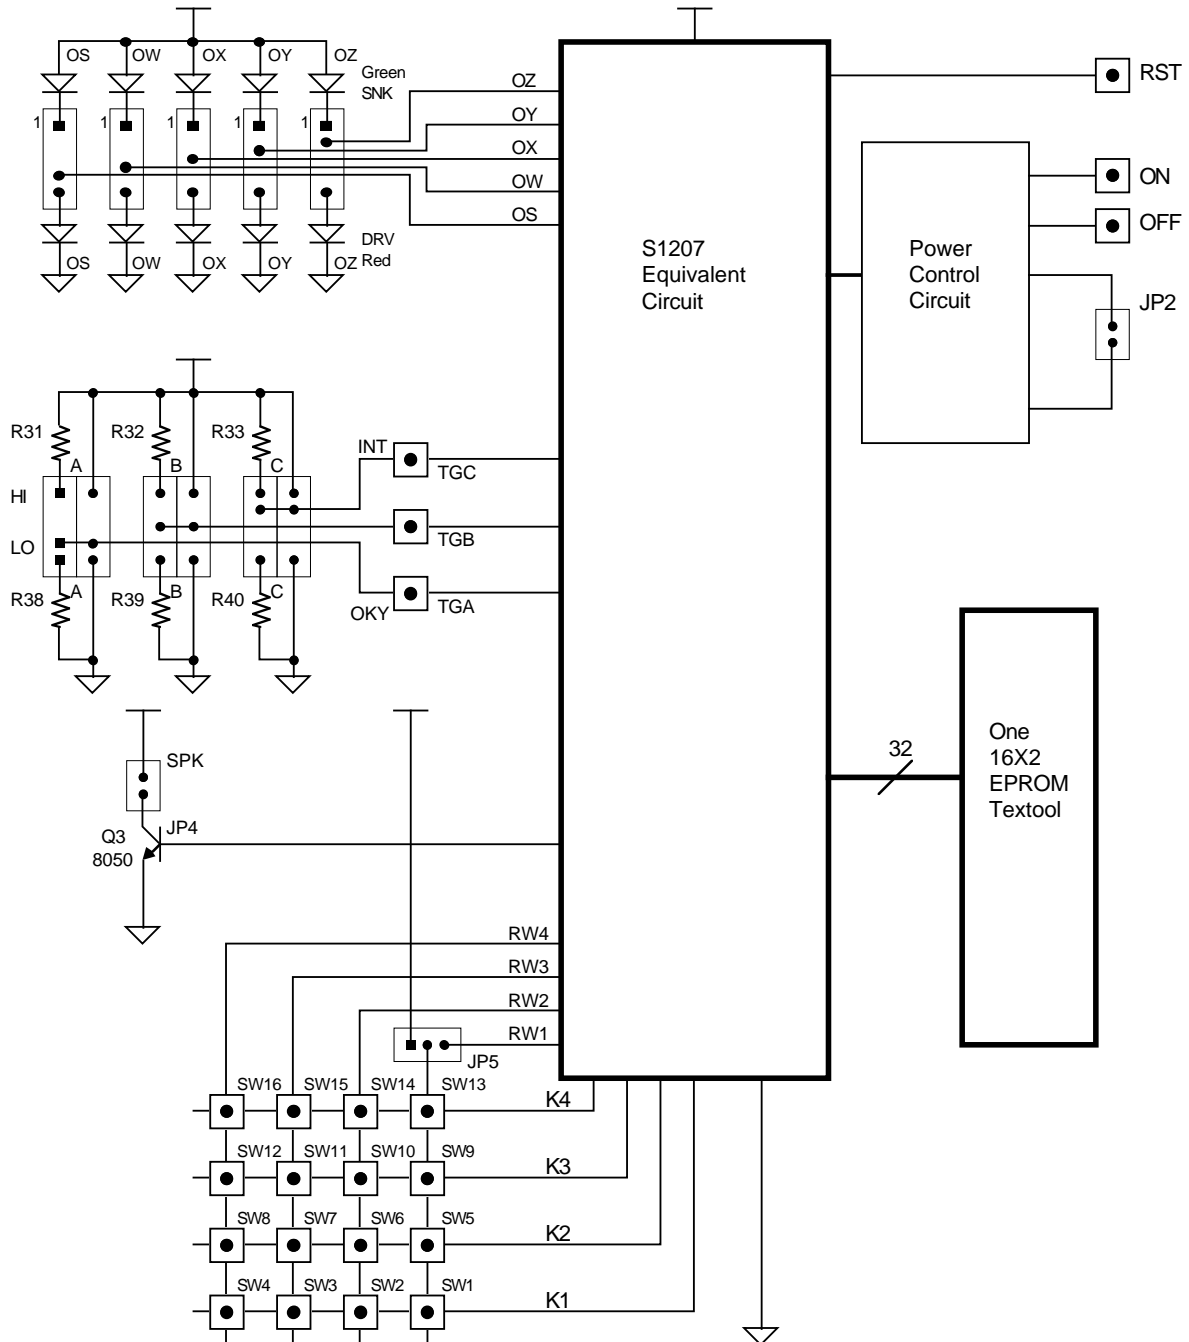 OS OW OX OY OZ
Green
SNK
1 1 1 1 1
OZ
OY
OX
OW
OS
DRV
Red
OS OW OX OY OZ
S1207
Equivalent
Circuit
RST
Power
Control
Circuit
ON
OFF
JP2
R31 R32 R33
A B C
HI
LO
A B C
R38 R39 R40
INT
TGC
TGB
OKY
TGA
SPK
JP4
Q3
8050
32
One
16X2
EPROM
Textool
RW4
RW3
RW2
RW1
JP5
SW16 SW15 SW14 SW13
K4
SW12 SW11 SW10 SW9
K3
SW8 SW7 SW6 SW5
K2
SW4 SW3 SW2 SW1
K1